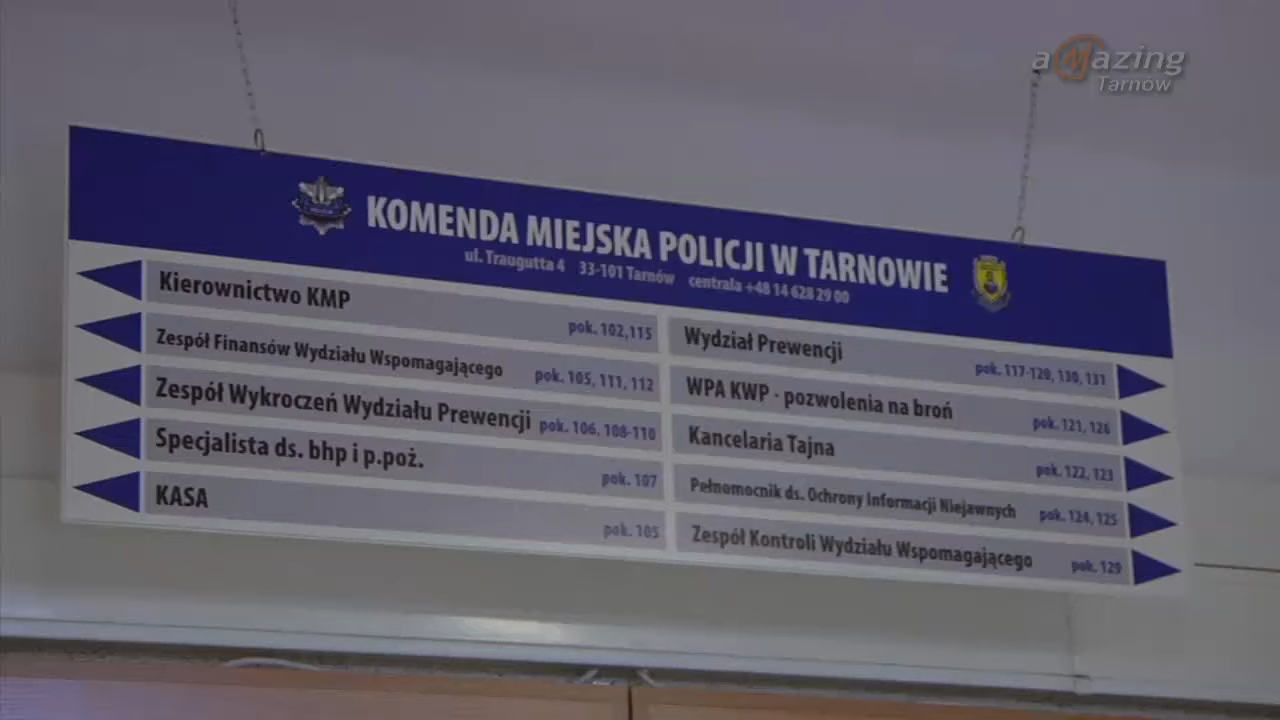 aMazing
Tarnów
KOMENDA MIEJSKA POLICJI W TARNOWIE
ul. Traugutta 4 33-101 Tarnów centrala +48 14 628 29 00
Kierownictwo KMP pok. 102,115
Zespół Finansów Wydziału Wspomagającego pok. 105, 111, 112
Zespół Wykroczeń Wydziału Prewencji pok. 106, 108-110
Specjalista ds. bhp i p.poż. pok. 107
KASA pok. 105
Wydział Prewencji pok. 117-120, 130, 131
WPA KWP - pozwolenia na broń pok. 121, 126
Kancelaria Tajna pok. 122, 123
Pełnomocnik ds. Ochrony Informacji Niejawnych pok. 124, 125
Zespół Kontroli Wydziału Wspomagającego pok. 129